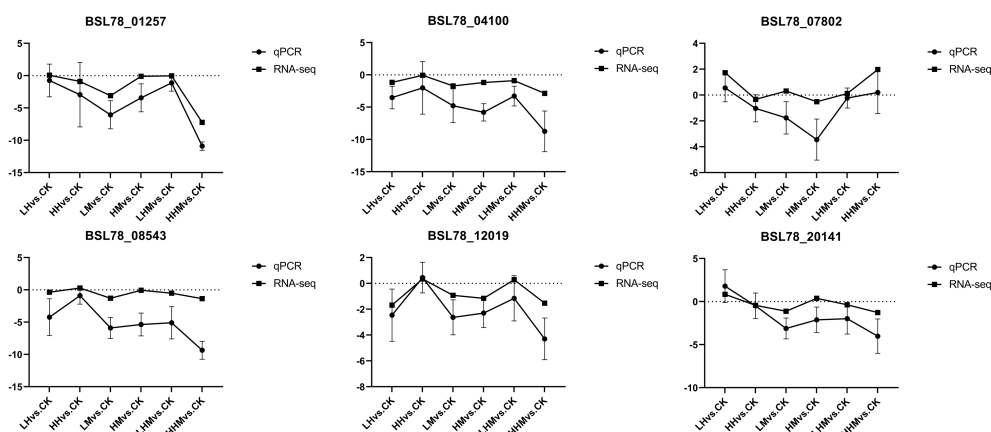 BSL78_01257
5
0
-5
-10
-15
LHvs.CK
HHvs.CK
LMvs.CK
HMvs.CK
LHMvs.CK
HHMvs.CK
qPCR
RNA-seq
BSL78_04100
5
0
-5
-10
-15
LHvs.CK
HHvs.CK
LMvs.CK
HMvs.CK
LHMvs.CK
HHMvs.CK
qPCR
RNA-seq
BSL78_07802
4
2
0
-2
-4
-6
LHvs.CK
HHvs.CK
LMvs.CK
HMvs.CK
LHMvs.CK
HHMvs.CK
qPCR
RNA-seq
BSL78_08543
5
0
-5
-10
-15
LHvs.CK
HHvs.CK
LMvs.CK
HMvs.CK
LHMvs.CK
HHMvs.CK
qPCR
RNA-seq
BSL78_12019
2
0
-2
-4
-6
-8
LHvs.CK
HHvs.CK
LMvs.CK
HMvs.CK
LHMvs.CK
HHMvs.CK
qPCR
RNA-seq
BSL78_20141
5
0
-5
-10
LHvs.CK
HHvs.CK
LMvs.CK
HMvs.CK
LHMvs.CK
HHMvs.CK
qPCR
RNA-seq